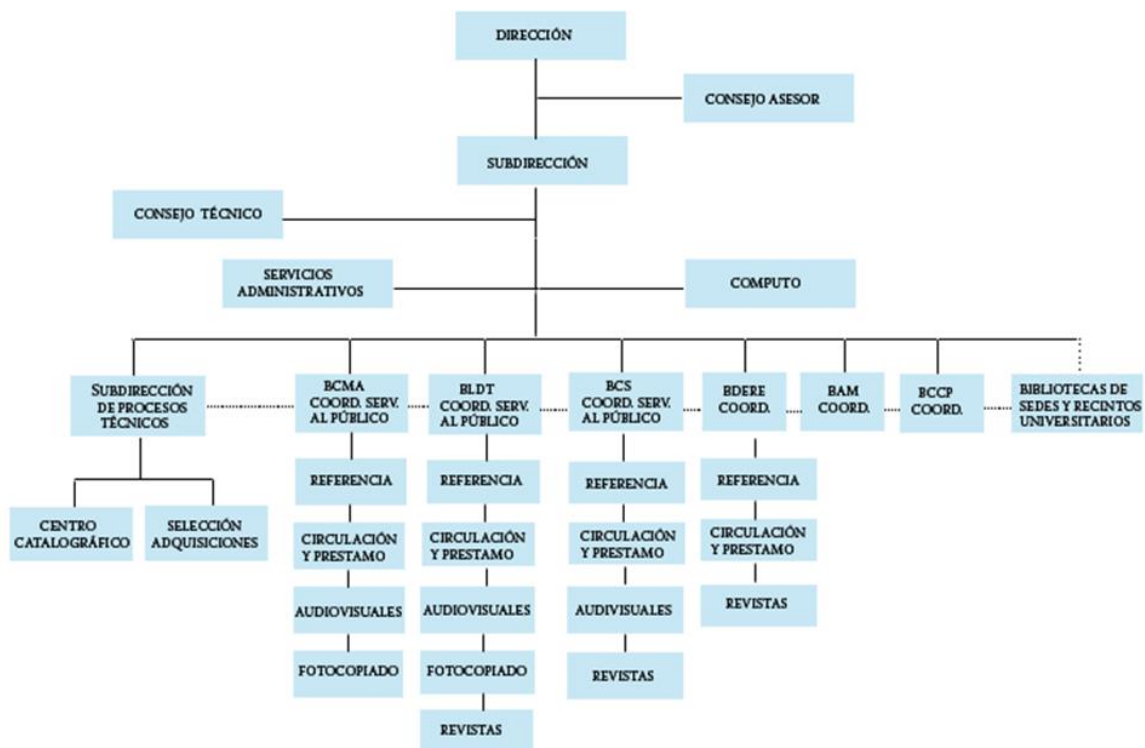 DIRECCIÓN
CONSEJO ASESOR
SUBDIRECCIÓN
CONSEJO TÉCNICO
SERVICIOS
ADMINISTRATIVOS
COMPUTO
SUBDIRECCIÓN
DE PROCESOS
TÉCNICOS
BCMA
COORD. SERV.
AL PÚBLICO
BLDT
COORD. SERV.
AL PÚBLICO
BCS
COORD. SERV.
AL PÚBLICO
BDERE
COORD.
BAM
COORD.
BCCP
COORD.
BIBLIOTECAS DE
SEDES Y RECINTOS
UNIVERSITARIOS
CENTRO
CATALOGRÁFICO
SELECCIÓN
ADQUISICIONES
REFERENCIA
CIRCULACIÓN
Y PRESTAMO
AUDIOVISUALES
FOTOCOPIADO
REFERENCIA
CIRCULACIÓN
Y PRESTAMO
AUDIOVISUALES
FOTOCOPIADO
REVISTAS
REFERENCIA
CIRCULACIÓN
Y PRESTAMO
AUDIVISUALES
REVISTAS
REFERENCIA
CIRCULACIÓN
Y PRESTAMO
REVISTAS